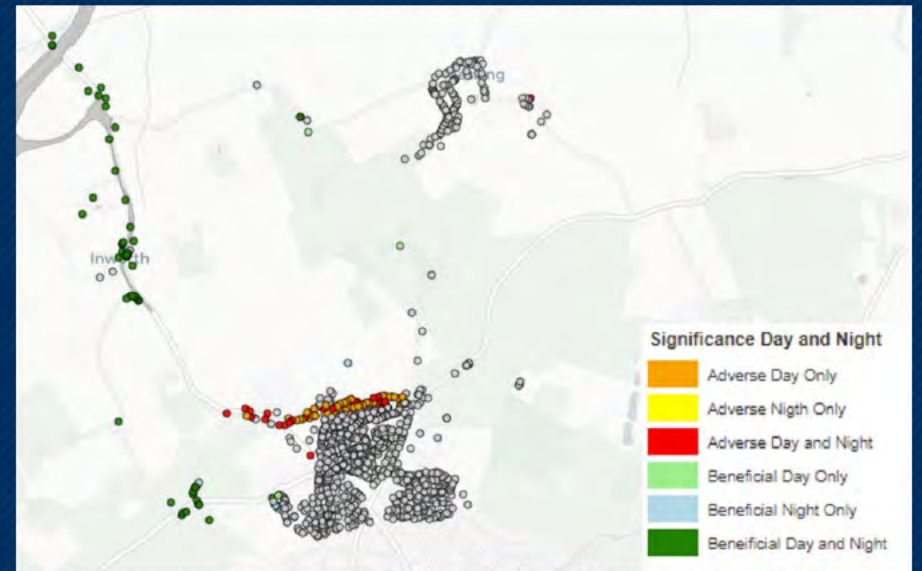 Significance Day and Night
Adverse Day Only
Adverse Nigth Only
Adverse Day and Night
Beneficial Day Only
Beneficial Night Only
Beneificial Day and Night